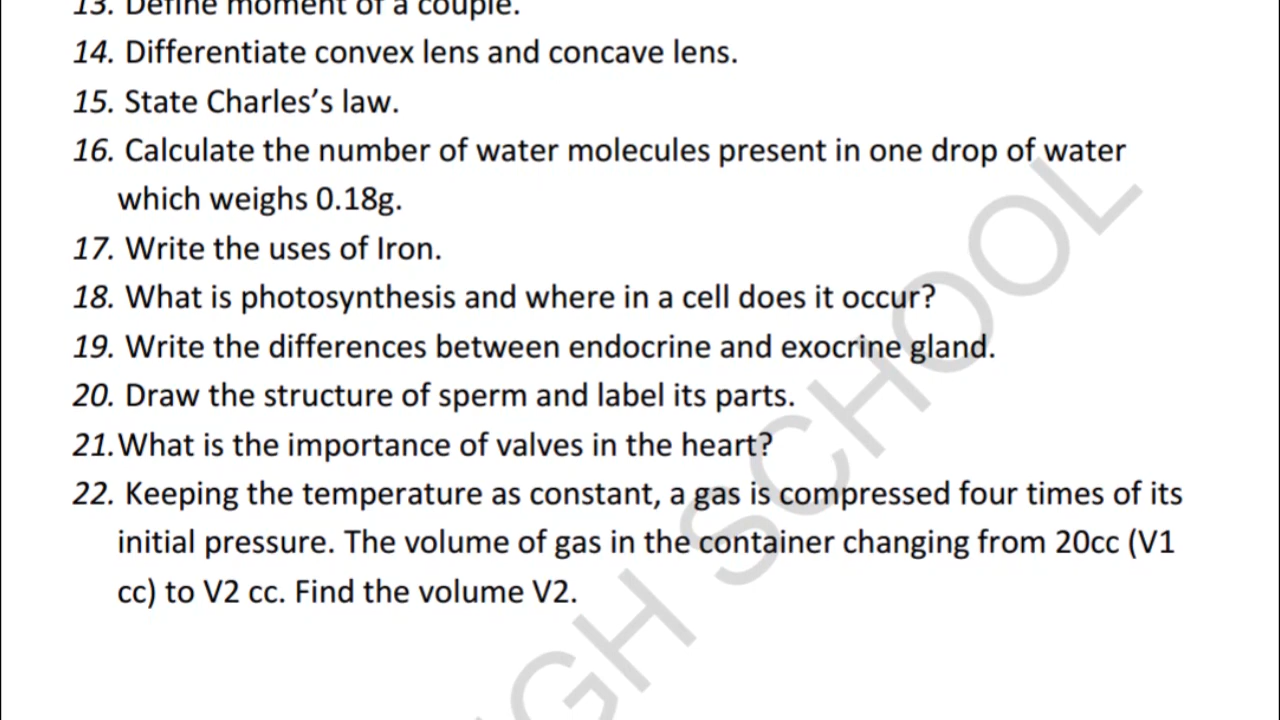 13. Define moment of a couple.
14. Differentiate convex lens and concave lens.
15. State Charles’s law.
16. Calculate the number of water molecules present in one drop of water
which weighs 0.18g.
17. Write the uses of Iron.
18. What is photosynthesis and where in a cell does it occur?
19. Write the differences between endocrine and exocrine gland.
20. Draw the structure of sperm and label its parts.
21.What is the importance of valves in the heart?
22. Keeping the temperature as constant, a gas is compressed four times of its
initial pressure. The volume of gas in the container changing from 20cc (V1
cc) to V2 cc. Find the volume V2.
GH SCHOOL